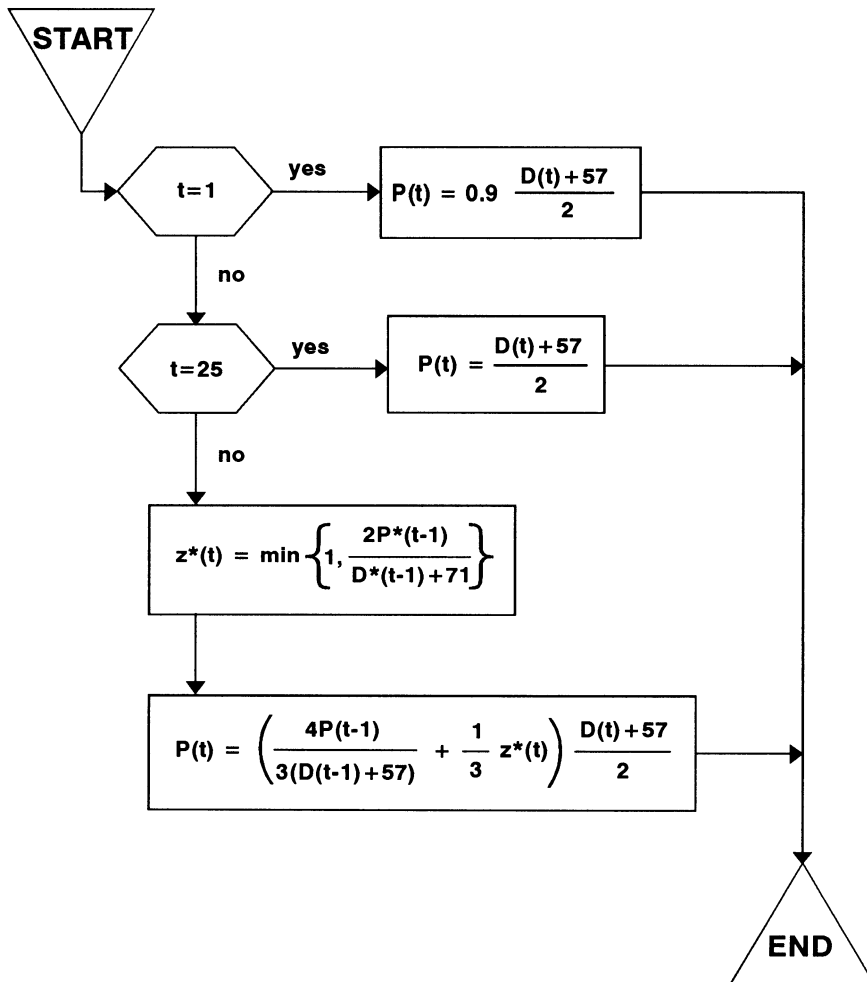 START
t=1
yes
P(t) = 0.9 D(t)+57 / 2
no
t=25
yes
P(t) = D(t)+57 / 2
no
z*(t) = min {1, 2P*(t-1) / D*(t-1)+71}
P(t) = (4P(t-1) / 3(D(t-1)+57) + 1/3 z*(t)) D(t)+57 / 2
END